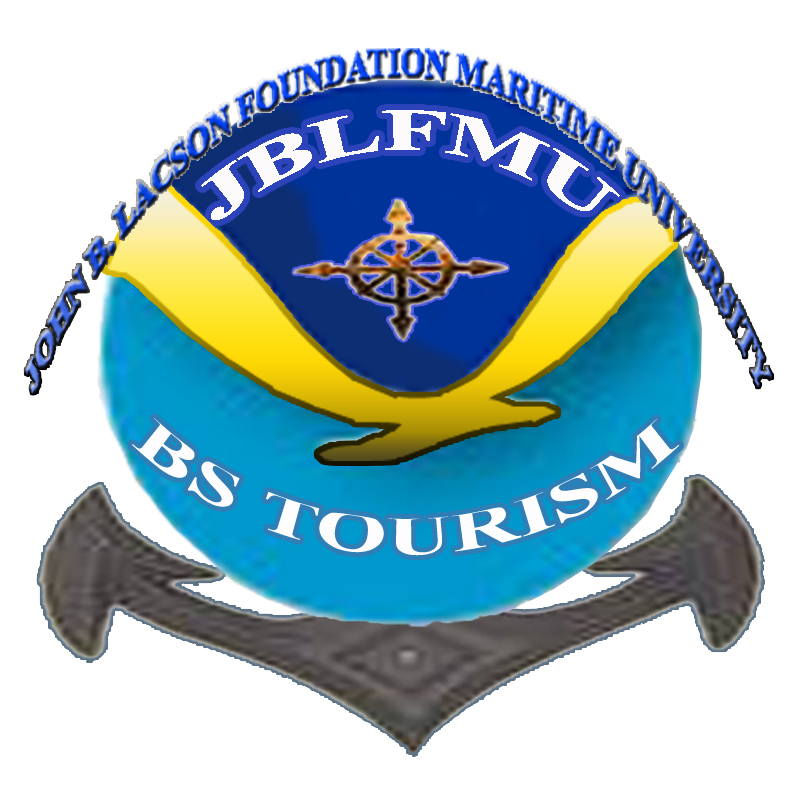 JOHN B. LACSON FOUNDATION MARITIME UNIVERSITY
JBLFMU
BS TOURISM